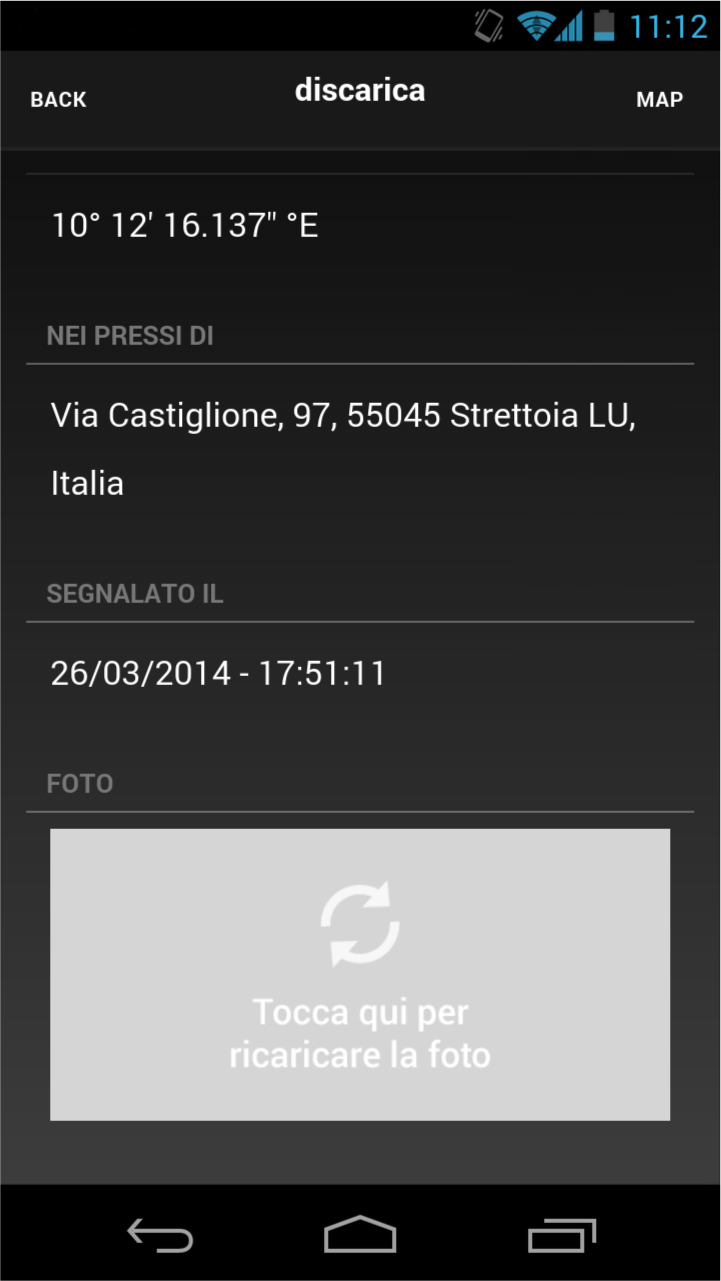 11:12
BACK
discarica
MAP
10° 12' 16.137" °E
NEI PRESSI DI
Via Castiglione, 97, 55045 Strettoia LU,
Italia
SEGNALATO IL
26/03/2014 - 17:51:11
FOTO
Tocca qui per
ricaricare la foto